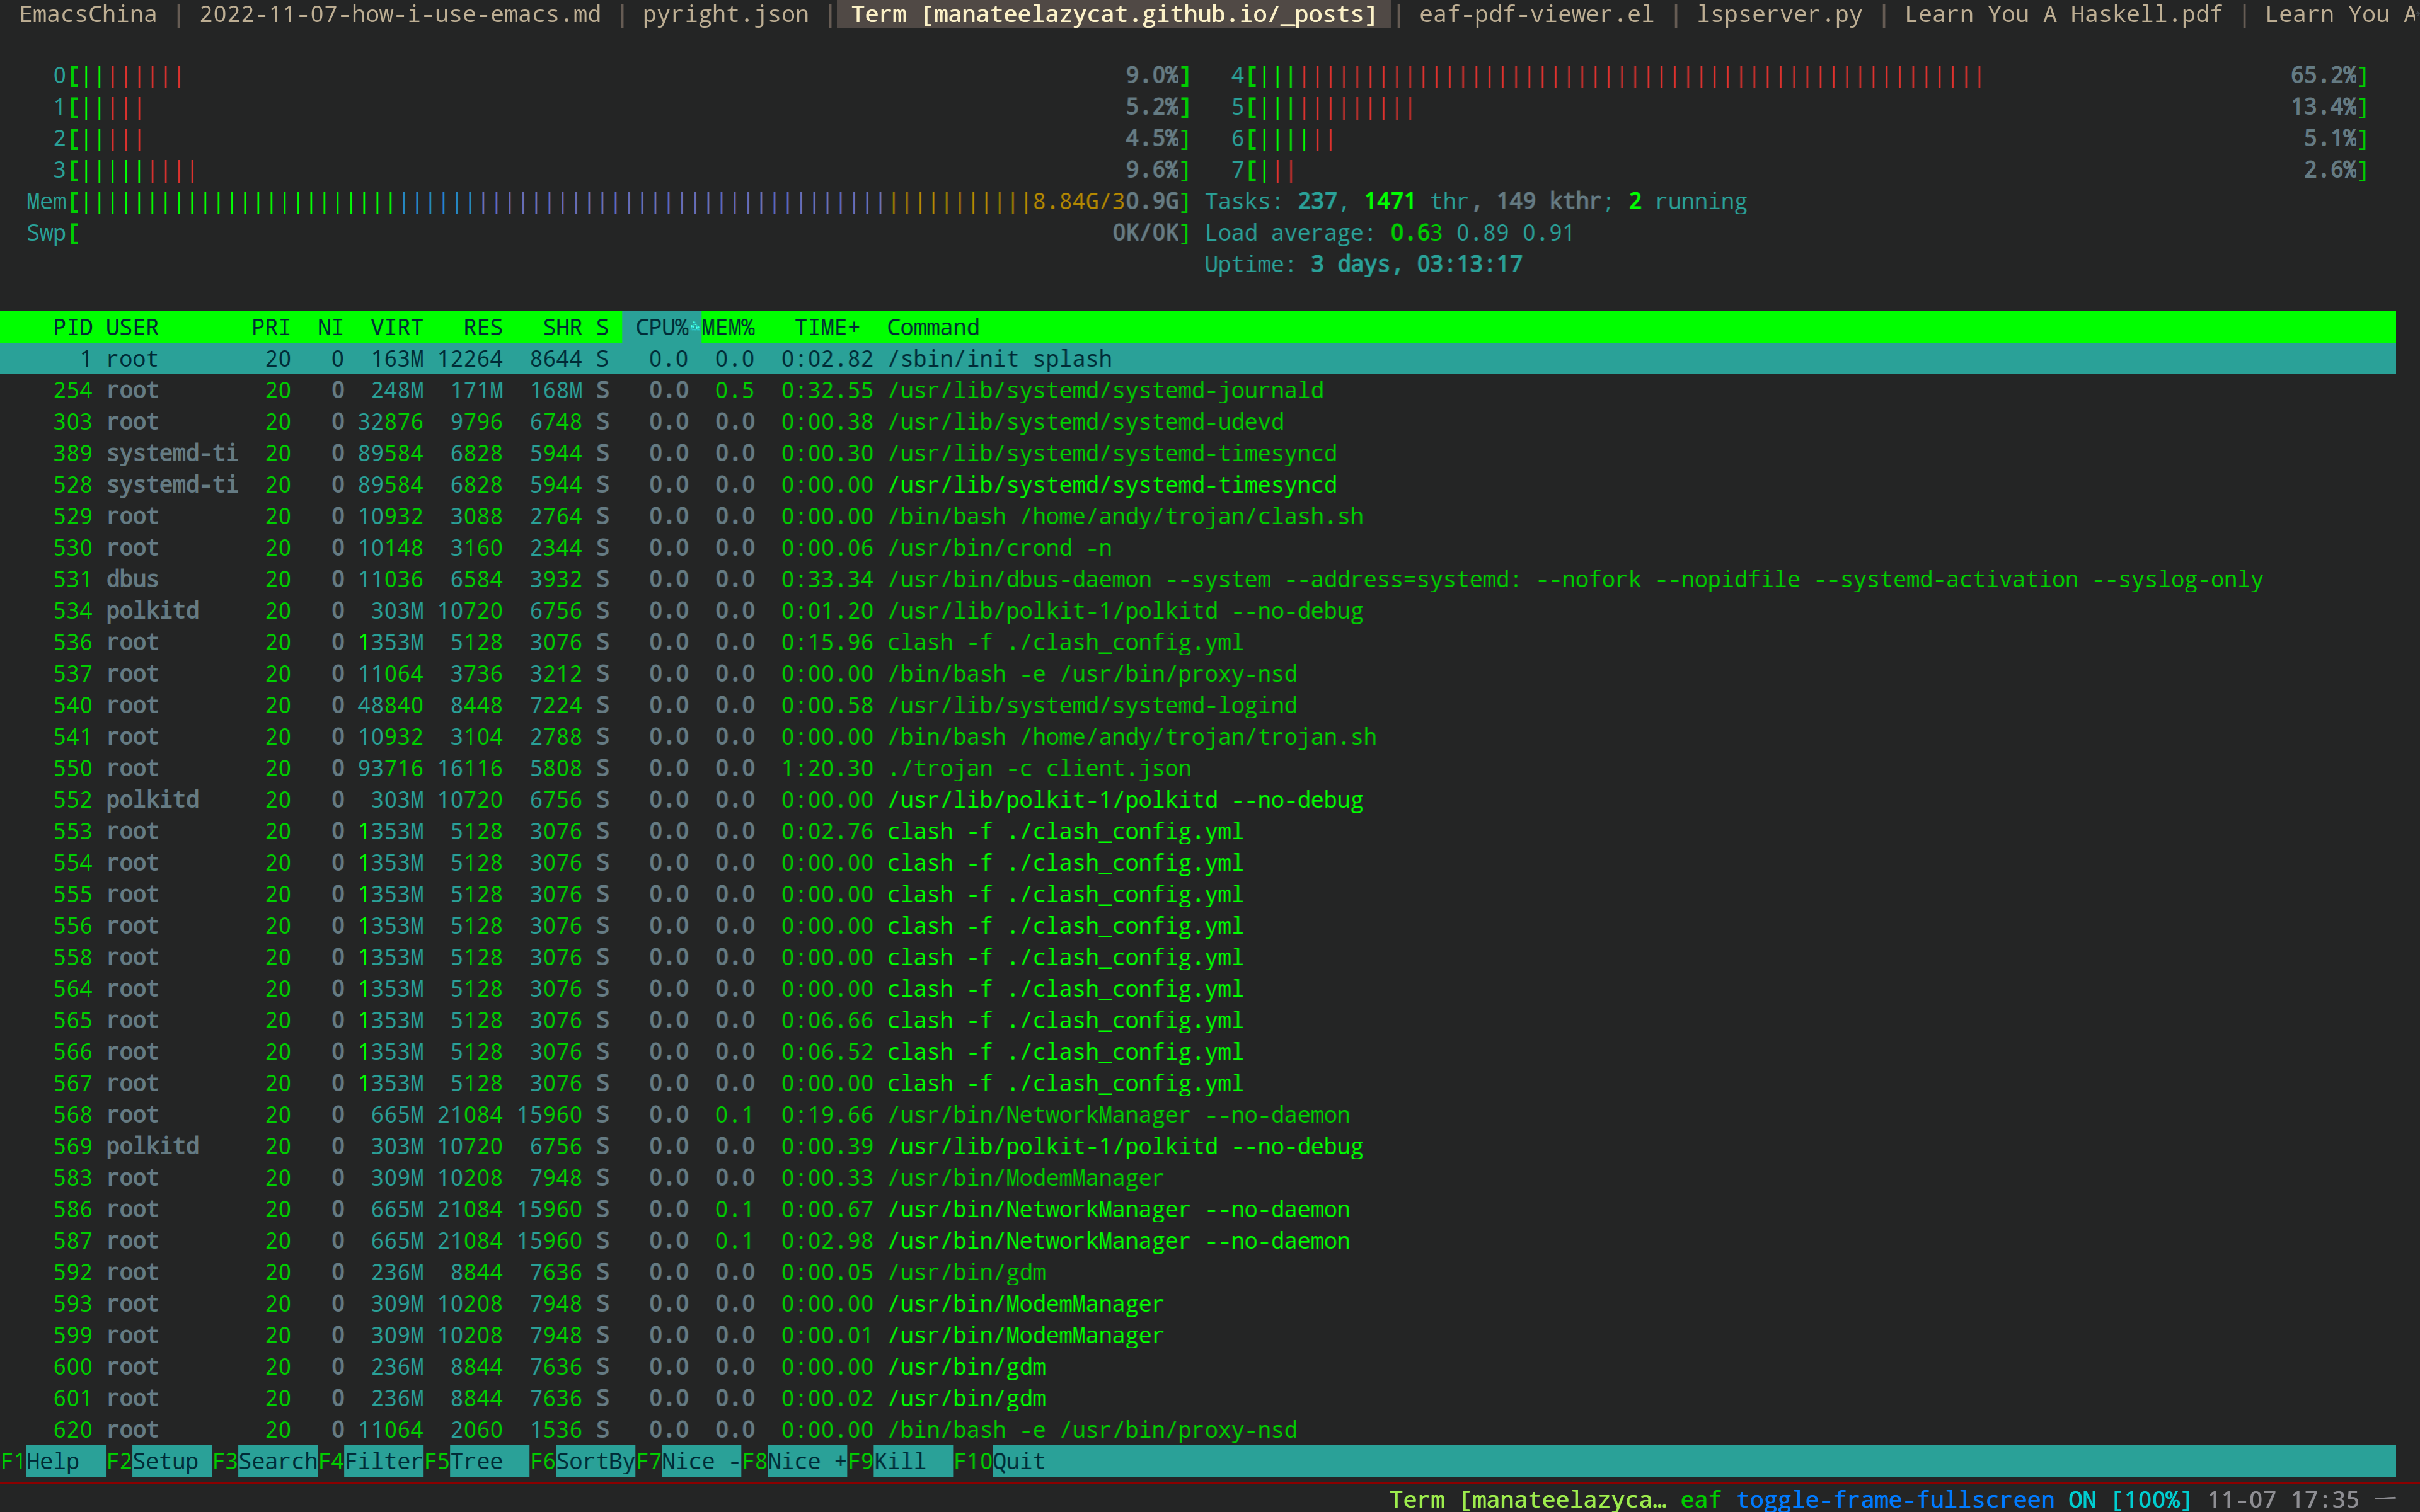 EmacsChina | 2022-11-07-how-i-use-emacs.md | pyright.json | Term [manateelazycat.github.io/_posts] | eaf-pdf-viewer.el | lspserver.py | Learn You A Haskell.pdf | Learn You A
0[|||||||| 9.0%] 4[||||||||||||||||||||||||||||||||||||||||||||||||||||||| 65.2%]
1[||||| 5.2%] 5[|||||||||||| 13.4%]
2[||||| 4.5%] 6[|||||| 5.1%]
3[||||||||| 9.6%] 7[||| 2.6%]
Mem[||||||||||||||||||||||||||||||||||||||||||||||||||||||||||||||||||||||||8.84G/30.9G] Tasks: 237, 1471 thr, 149 kthr; 2 running
Swp[ 0K/0K] Load average: 0.63 0.89 0.91
Uptime: 3 days, 03:13:17
PID USER PRI NI VIRT RES SHR S CPU% MEM% TIME+ Command
1 root 20 0 163M 12264 8644 S 0.0 0.0 0:02.82 /sbin/init splash
254 root 20 0 248M 171M 168M S 0.0 0.5 0:32.55 /usr/lib/systemd/systemd-journald
303 root 20 0 32876 9796 6748 S 0.0 0.0 0:00.38 /usr/lib/systemd/systemd-udevd
389 systemd-ti 20 0 89584 6828 5944 S 0.0 0.0 0:00.30 /usr/lib/systemd/systemd-timesyncd
528 systemd-ti 20 0 89584 6828 5944 S 0.0 0.0 0:00.00 /usr/lib/systemd/systemd-timesyncd
529 root 20 0 10932 3088 2764 S 0.0 0.0 0:00.00 /bin/bash /home/andy/trojan/clash.sh
530 root 20 0 10148 3160 2344 S 0.0 0.0 0:00.06 /usr/bin/crond -n
531 dbus 20 0 11036 6584 3932 S 0.0 0.0 0:33.34 /usr/bin/dbus-daemon --system --address=systemd: --nofork --nopidfile --systemd-activation --syslog-only
534 polkitd 20 0 303M 10720 6756 S 0.0 0.0 0:01.20 /usr/lib/polkit-1/polkitd --no-debug
536 root 20 0 1353M 5128 3076 S 0.0 0.0 0:15.96 clash -f ./clash_config.yml
537 root 20 0 11064 3736 3212 S 0.0 0.0 0:00.00 /bin/bash -e /usr/bin/proxy-nsd
540 root 20 0 48840 8448 7224 S 0.0 0.0 0:00.58 /usr/lib/systemd/systemd-logind
541 root 20 0 10932 3104 2788 S 0.0 0.0 0:00.00 /bin/bash /home/andy/trojan/trojan.sh
550 root 20 0 93716 16116 5808 S 0.0 0.0 1:20.30 ./trojan -c client.json
552 polkitd 20 0 303M 10720 6756 S 0.0 0.0 0:00.00 /usr/lib/polkit-1/polkitd --no-debug
553 root 20 0 1353M 5128 3076 S 0.0 0.0 0:02.76 clash -f ./clash_config.yml
554 root 20 0 1353M 5128 3076 S 0.0 0.0 0:00.00 clash -f ./clash_config.yml
555 root 20 0 1353M 5128 3076 S 0.0 0.0 0:00.00 clash -f ./clash_config.yml
556 root 20 0 1353M 5128 3076 S 0.0 0.0 0:00.00 clash -f ./clash_config.yml
558 root 20 0 1353M 5128 3076 S 0.0 0.0 0:00.00 clash -f ./clash_config.yml
564 root 20 0 1353M 5128 3076 S 0.0 0.0 0:00.00 clash -f ./clash_config.yml
565 root 20 0 1353M 5128 3076 S 0.0 0.0 0:06.66 clash -f ./clash_config.yml
566 root 20 0 1353M 5128 3076 S 0.0 0.0 0:06.52 clash -f ./clash_config.yml
567 root 20 0 1353M 5128 3076 S 0.0 0.0 0:00.00 clash -f ./clash_config.yml
568 root 20 0 665M 21084 15960 S 0.0 0.1 0:19.66 /usr/bin/NetworkManager --no-daemon
569 polkitd 20 0 303M 10720 6756 S 0.0 0.0 0:00.39 /usr/lib/polkit-1/polkitd --no-debug
583 root 20 0 309M 10208 7948 S 0.0 0.0 0:00.33 /usr/bin/ModemManager
586 root 20 0 665M 21084 15960 S 0.0 0.1 0:00.67 /usr/bin/NetworkManager --no-daemon
587 root 20 0 665M 21084 15960 S 0.0 0.1 0:02.98 /usr/bin/NetworkManager --no-daemon
592 root 20 0 236M 8844 7636 S 0.0 0.0 0:00.05 /usr/bin/gdm
593 root 20 0 309M 10208 7948 S 0.0 0.0 0:00.00 /usr/bin/ModemManager
599 root 20 0 309M 10208 7948 S 0.0 0.0 0:00.01 /usr/bin/ModemManager
600 root 20 0 236M 8844 7636 S 0.0 0.0 0:00.00 /usr/bin/gdm
601 root 20 0 236M 8844 7636 S 0.0 0.0 0:00.02 /usr/bin/gdm
620 root 20 0 11064 2060 1536 S 0.0 0.0 0:00.00 /bin/bash -e /usr/bin/proxy-nsd
F1Help F2Setup F3SearchF4FilterF5Tree F6SortByF7Nice -F8Nice +F9Kill F10Quit
Term [manateelazyca… eaf toggle-frame-fullscreen ON [100%] 11-07 17:35 一